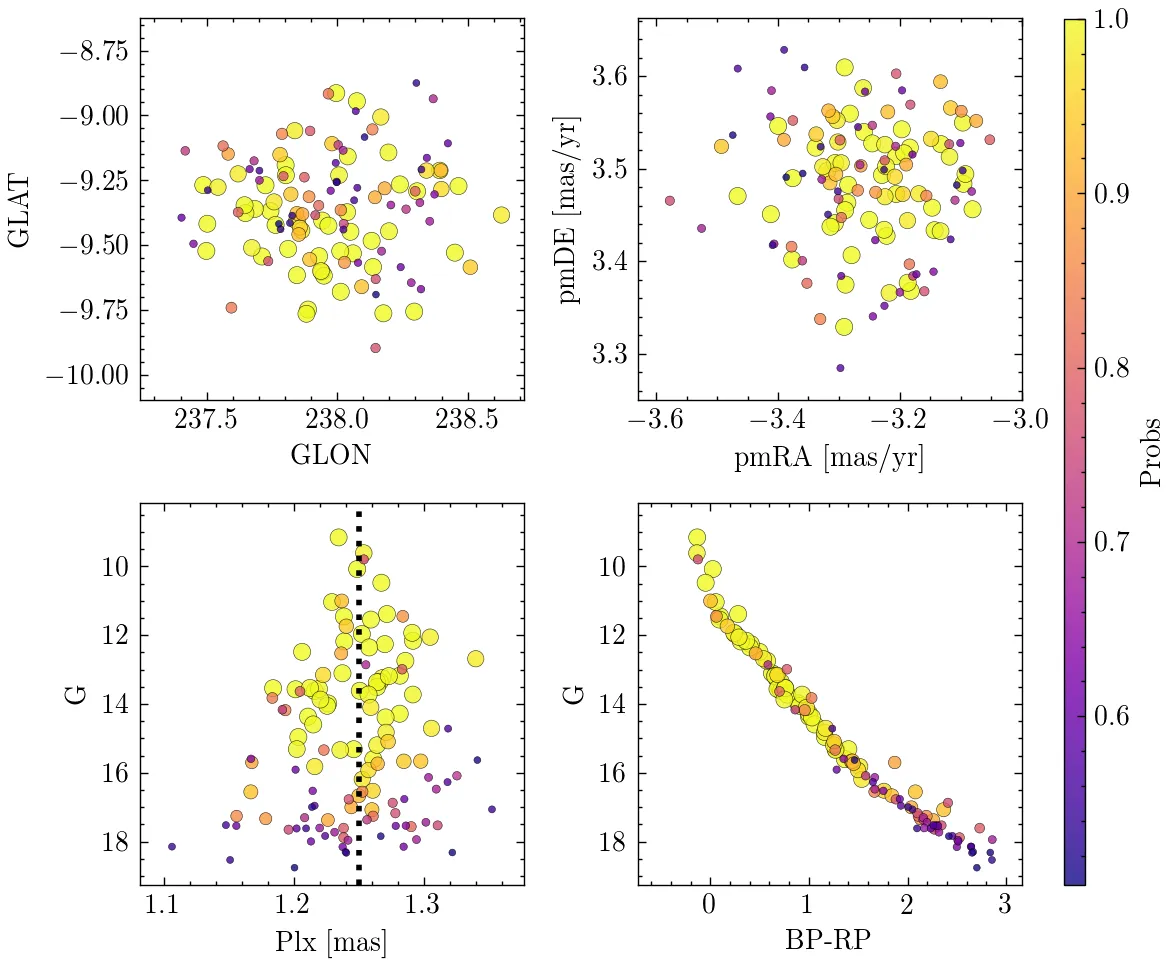 −8.75
−9.00
−9.25
−9.50
−9.75
−10.00
GLAT
237.5 238.0 238.5
GLON
3.6
3.5
3.4
3.3
pmDE [mas/yr]
−3.6 −3.4 −3.2 −3.0
pmRA [mas/yr]
10
12
14
16
18
G
1.1 1.2 1.3
Plx [mas]
10
12
14
16
18
G
0 1 2 3
BP-RP
1.0
0.9
0.8
0.7
0.6
Probs